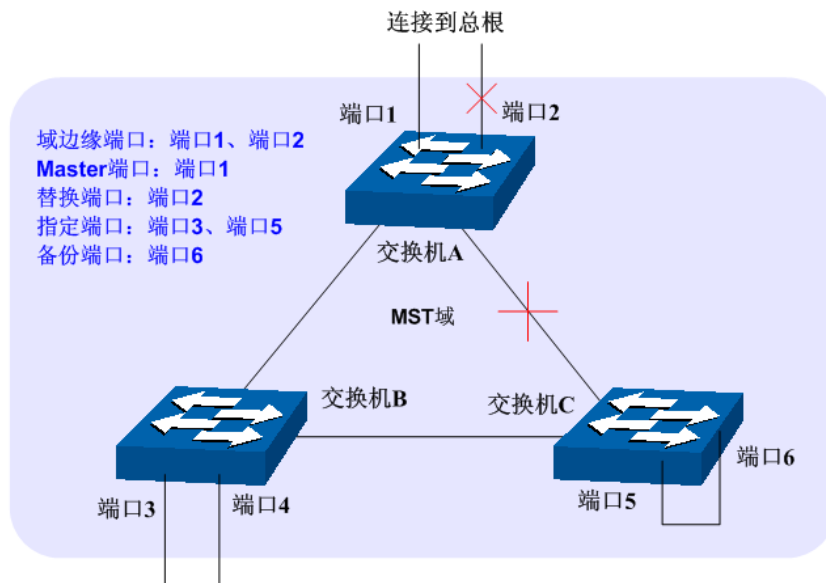 连接到总根
端口1
端口2
域边缘端口：端口1、端口2
Master端口：端口1
替换端口：端口2
指定端口：端口3、端口5
备份端口：端口6
交换机A
MST域
交换机B
交换机C
端口3
端口4
端口5
端口6